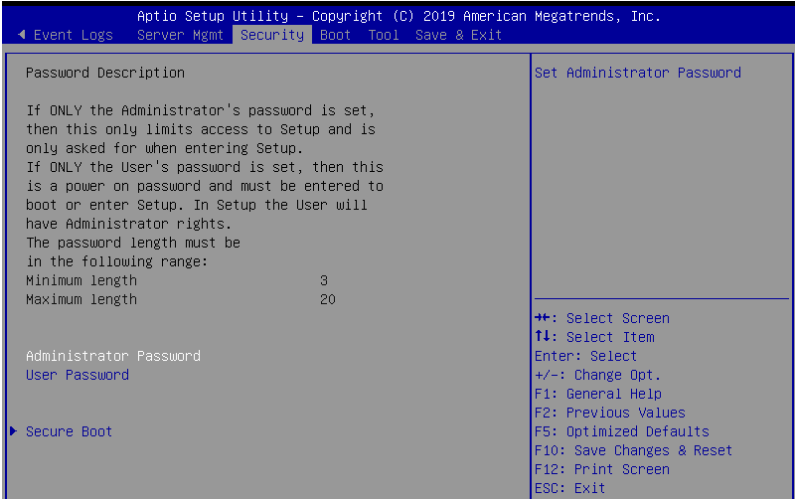 Aptio Setup Utility – Copyright (C) 2019 American Megatrends, Inc.
Event Logs Server Mgmt Security Boot Tool Save & Exit
Password Description
If ONLY the Administrator's password is set,
then this only limits access to Setup and is
only asked for when entering Setup.
If ONLY the User's password is set, then this
is a power on password and must be entered to
boot or enter Setup. In Setup the User will
have Administrator rights.
The password length must be
in the following range:
Minimum length 3
Maximum length 20
Administrator Password
User Password
Secure Boot
Set Administrator Password
→←: Select Screen
↑↓: Select Item
Enter: Select
+/-: Change Opt.
F1: General Help
F2: Previous Values
F5: Optimized Defaults
F10: Save Changes & Reset
F12: Print Screen
ESC: Exit